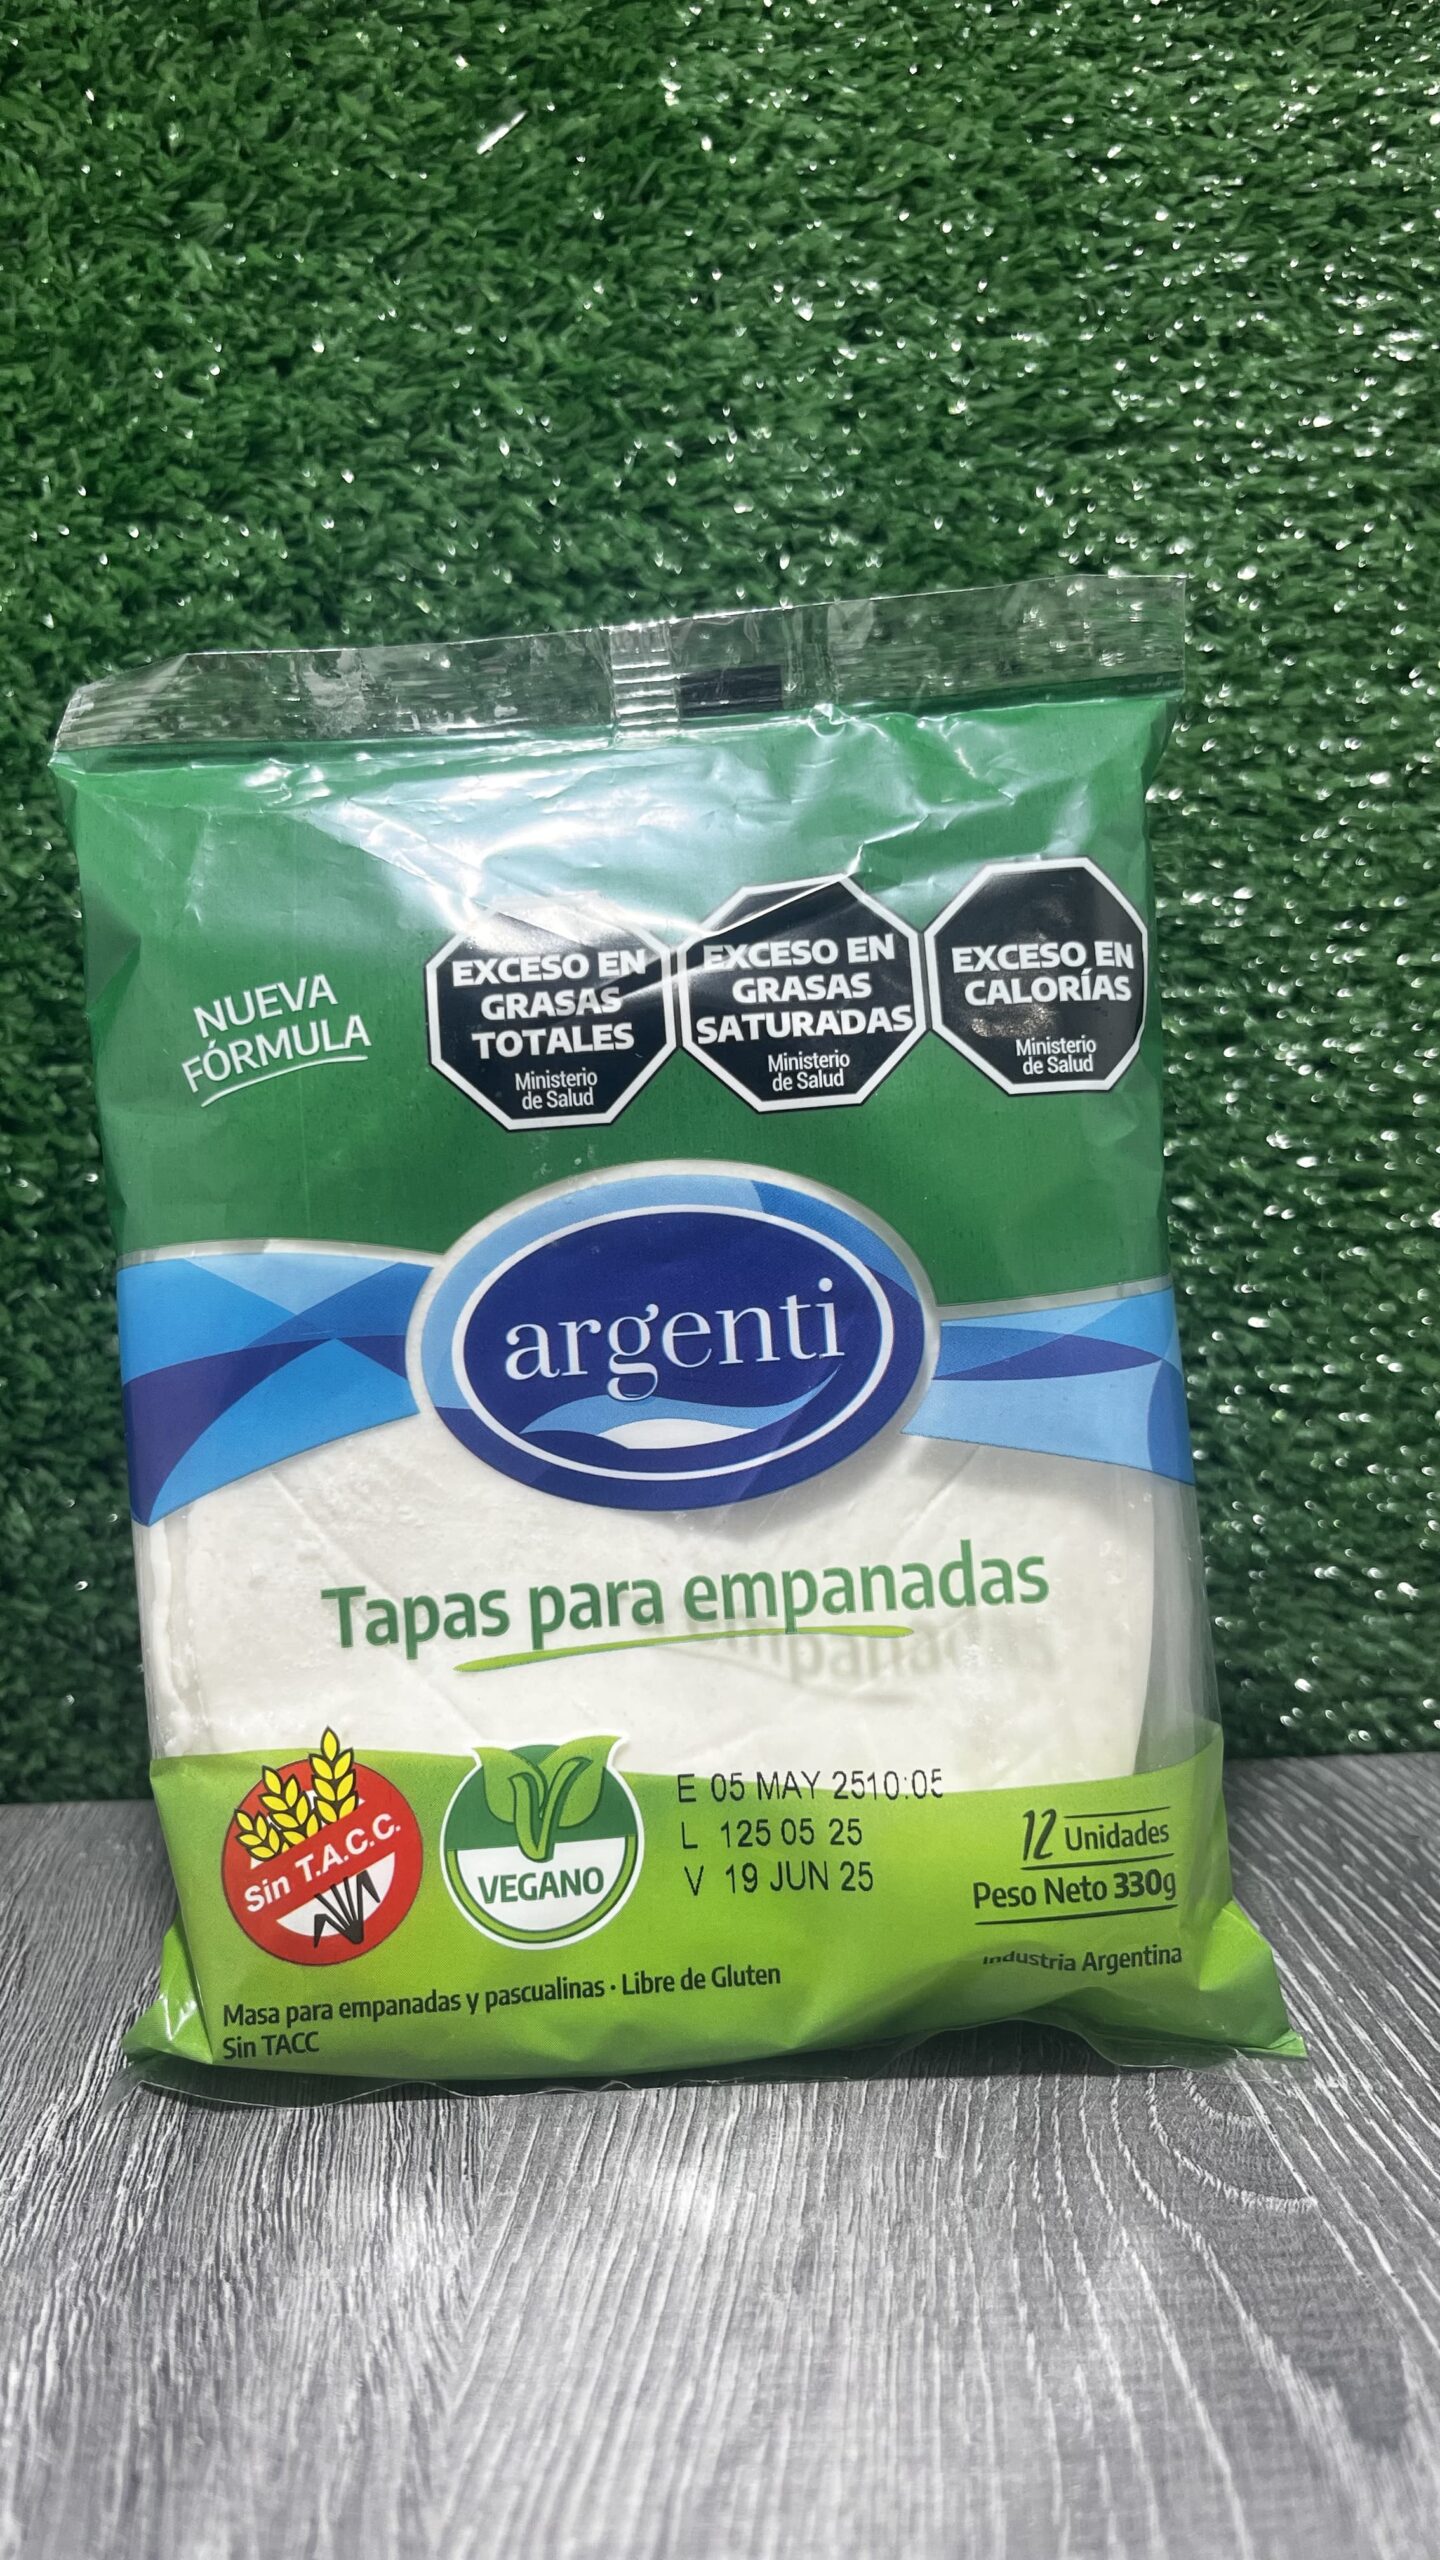 NUEVA
FÓRMULA
EXCESO EN
GRASAS
TOTALES
Ministerio
de Salud
EXCESO EN
GRASAS
SATURADAS
Ministerio
de Salud
EXCESO EN
CALORÍAS
Ministerio
de Salud
argenti
Tapas para empanadas
Sin T.A.C.C.
VEGANO
E 05 MAY 2510:05
L 125 05 25
V 19 JUN 25
12 Unidades
Peso Neto 330g
Industria Argentina
Masa para empanadas y pascualinas · Libre de Gluten
Sin TACC